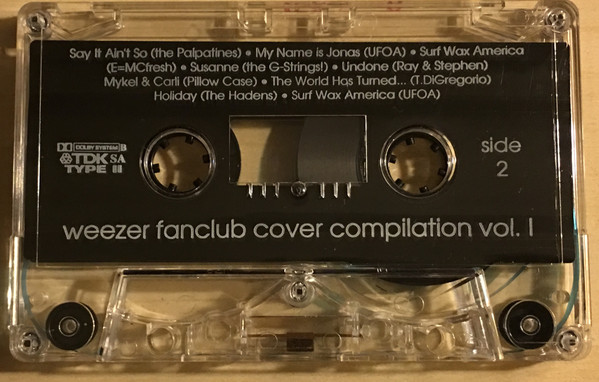 Say It Ain't So (the Palpatines) • My Name is Jonas (UFOA) • Surf Wax America
(E=MCfresh) • Susanne (the G-Strings!) • Undone (Ray & Stephen)
Mykel & Carli (Pillow Case) • The World Has Turned... (T.DiGregorio)
Holiday (The Hadens) • Surf Wax America (UFOA)
DOLBY SYSTEM B
TDK SA
TYPE II
side
2
weezer fanclub cover compilation vol. I